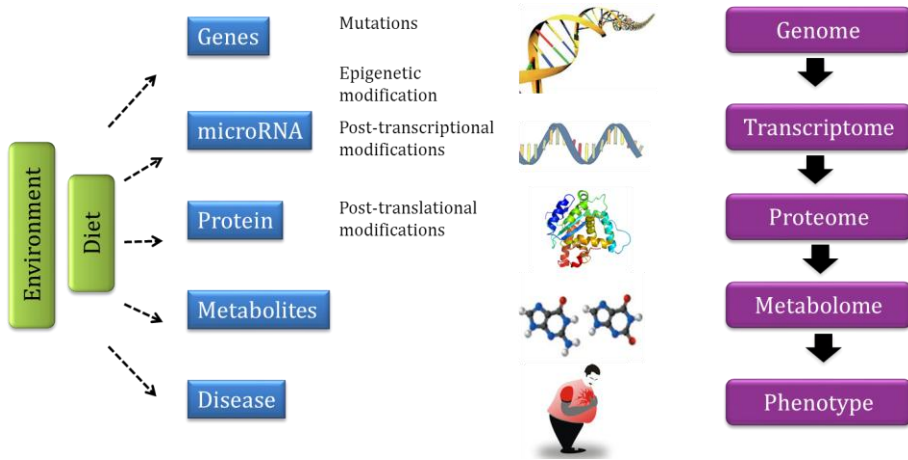 Environment
Diet
Genes
Mutations
Epigenetic
modification
microRNA
Post-transcriptional
modifications
Protein
Post-translational
modifications
Metabolites
Disease
Genome
Transcriptome
Proteome
Metabolome
Phenotype